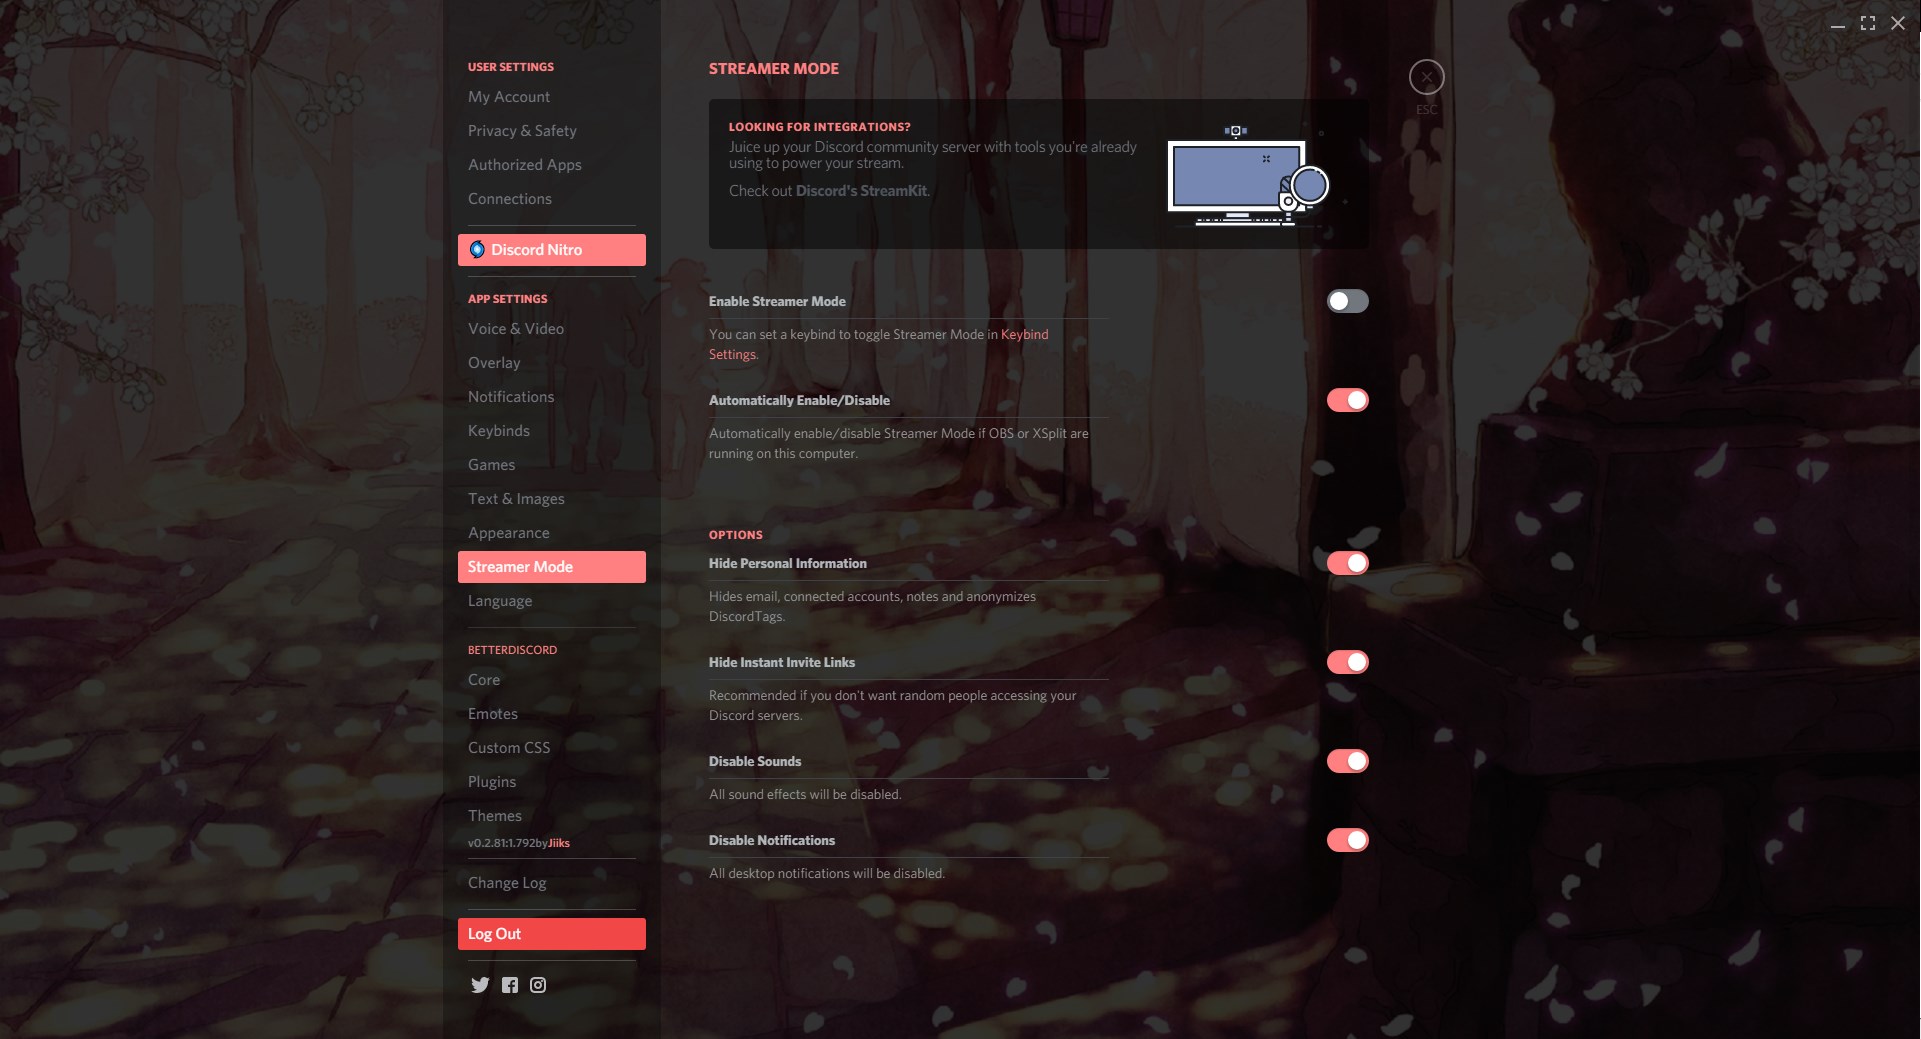 USER SETTINGS
My Account
Privacy & Safety
Authorized Apps
Connections
Discord Nitro
APP SETTINGS
Voice & Video
Overlay
Notifications
Keybinds
Games
Text & Images
Appearance
Streamer Mode
Language
BETTERDISCORD
Core
Emotes
Custom CSS
Plugins
Themes
v0.2.81:1.792byJiiks
Change Log
Log Out
STREAMER MODE
ESC
LOOKING FOR INTEGRATIONS?
Juice up your Discord community server with tools you're already
using to power your stream.
Check out Discord's StreamKit.
Enable Streamer Mode
You can set a keybind to toggle Streamer Mode in Keybind
Settings.
Automatically Enable/Disable
Automatically enable/disable Streamer Mode if OBS or XSplit are
running on this computer.
OPTIONS
Hide Personal Information
Hides email, connected accounts, notes and anonymizes
DiscordTags.
Hide Instant Invite Links
Recommended if you don't want random people accessing your
Discord servers.
Disable Sounds
All sound effects will be disabled.
Disable Notifications
All desktop notifications will be disabled.